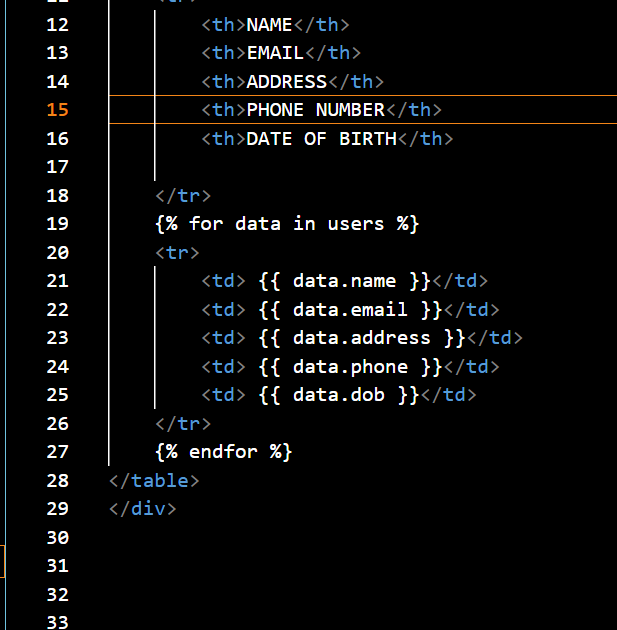 <tr>
12 <th>NAME</th>
13 <th>EMAIL</th>
14 <th>ADDRESS</th>
15 <th>PHONE NUMBER</th>
16 <th>DATE OF BIRTH</th>
17
18 </tr>
19 {% for data in users %}
20 <tr>
21 <td> {{ data.name }}</td>
22 <td> {{ data.email }}</td>
23 <td> {{ data.address }}</td>
24 <td> {{ data.phone }}</td>
25 <td> {{ data.dob }}</td>
26 </tr>
27 {% endfor %}
28 </table>
29 </div>
30
31
32
33